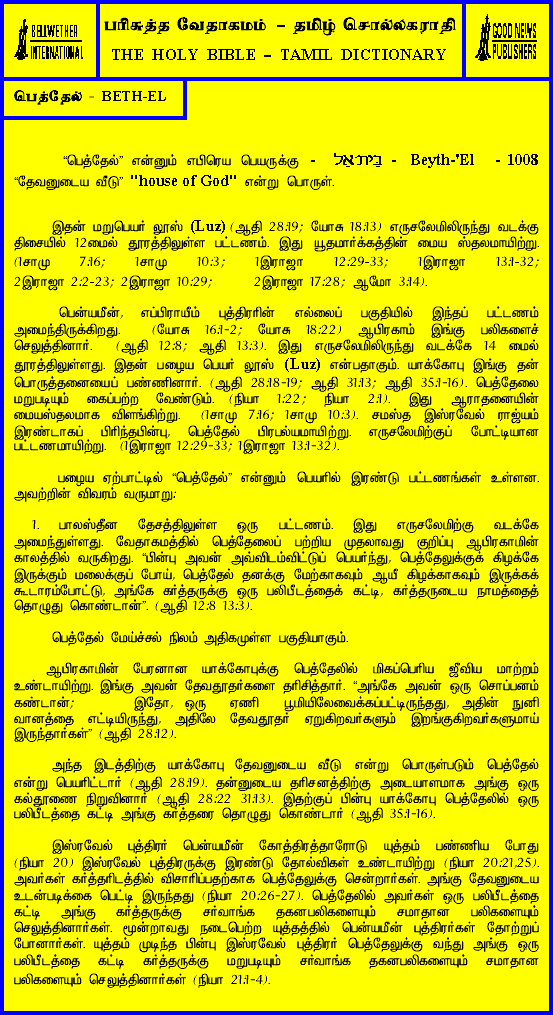 BELLWETHER INTERNATIONAL
பரிசுத்த வேதாகமம் – தமிழ் சொல்லகராதி
THE HOLY BIBLE – TAMIL DICTIONARY
GOOD NEWS PUBLISHERS
பெத்தேல் - BETH-EL
“பெத்தேல்” என்னும் எபிரெய பெயருக்கு - בית־אל - Beyth-'El - 1008
“தேவனுடைய வீடு” "house of God" என்று பொருள்.
இதன் மறுபெயர் லூஸ் (Luz) (ஆதி 28:19; யோசு 18:13) எருசலேமிலிருந்து வடக்கு
திசையில் 12மைல் தூரத்திலுள்ள பட்டணம். இது யூதமார்க்கத்தின் மைய ஸ்தலமாயிற்று.
(1சாமு 7:16; 1சாமு 10:3; 1இராஜா 12:29-33; 1இராஜா 13:1-32;
2இராஜா 2:2-23; 2இராஜா 10:29; 2இராஜா 17:28; ஆமோ 3:14).
பென்யமீன், எப்பிராயீம் புத்திரரின் எல்லைப் பகுதியில் இந்தப் பட்டணம்
அமைந்திருக்கிறது. (யோசு 16:1-2; யோசு 18:22) ஆபிரகாம் இங்கு பலிகளைச்
செலுத்தினார். (ஆதி 12:8; ஆதி 13:3). இது எருசலேமிலிருந்து வடக்கே 14 மைல்
தூரத்திலுள்ளது. இதன் பழைய பெயர் லூஸ் (Luz) என்பதாகும். யாக்கோபு இங்கு தன்
பொருத்தனையைப் பண்ணினார். (ஆதி 28:18-19; ஆதி 31:13; ஆதி 35:1-16). பெத்தேலை
மறுபடியும் கைப்பற்ற வேண்டும். (நியா 1:22; நியா 2:1). இது ஆராதனையின்
மையஸ்தலமாக விளங்கிற்று. (1சாமு 7:16; 1சாமு 10:3). சமஸ்த இஸ்ரவேல் ராஜ்யம்
இரண்டாகப் பிரிந்தபின்பு, பெத்தேல் பிரபல்யமாயிற்று. எருசலேமிற்குப் போட்டியான
பட்டணமாயிற்று. (1இராஜா 12:29-33; 1இராஜா 13:1-32).
பழைய ஏற்பாட்டில் “பெத்தேல்” என்னும் பெயரில் இரண்டு பட்டணங்கள் உள்ளன.
அவற்றின் விவரம் வருமாறு:
1. பாலஸ்தீன தேசத்திலுள்ள ஒரு பட்டணம். இது எருசலேமிற்கு வடக்கே
அமைந்துள்ளது. வேதாகமத்தில் பெத்தேலைப் பற்றிய முதலாவது குறிப்பு ஆபிரகாமின்
காலத்தில் வருகிறது. “பின்பு அவன் அவ்விடம்விட்டுப் பெயர்ந்து, பெத்தேலுக்குக் கிழக்கே
இருக்கும் மலைக்குப் போய், பெத்தேல் தனக்கு மேற்காகவும் ஆயீ கிழக்காகவும் இருக்கக்
கூடாரம்போட்டு, அங்கே கர்த்தருக்கு ஒரு பலிபீடத்தைக் கட்டி, கர்த்தருடைய நாமத்தைத்
தொழுது கொண்டான்”. (ஆதி 12:8 13:3).
பெத்தேல் மேய்ச்சல் நிலம் அதிகமுள்ள பகுதியாகும்.
ஆபிரகாமின் பேரனான யாக்கோபுக்கு பெத்தேலில் மிகப்பெரிய ஜீவிய மாற்றம்
உண்டாயிற்று. இங்கு அவன் தேவதூதர்களை தரிசித்தார். “அங்கே அவன் ஒரு சொப்பனம்
கண்டான்; இதோ, ஒரு ஏணி பூமியிலேவைக்கப்பட்டிருந்தது, அதின் நுனி
வானத்தை எட்டியிருந்து, அதிலே தேவதூதர் ஏறுகிறவர்களும் இறங்குகிறவர்களுமாய்
இருந்தார்கள்” (ஆதி 28:12).
அந்த இடத்திற்கு யாக்கோபு தேவனுடைய வீடு என்று பொருள்படும் பெத்தேல்
என்று பெயரிட்டார் (ஆதி 28:19). தன்னுடைய தரிசனத்திற்கு அடையாளமாக அங்கு ஒரு
கல்தூணை நிறுவினார் (ஆதி 28:22 31:13). இதற்குப் பின்பு யாக்கோபு பெத்தேலில் ஒரு
பலிபீடத்தை கட்டி அங்கு கர்த்தரை தொழுது கொண்டார் (ஆதி 35:1-16).
இஸ்ரவேல் புத்திரர் பென்யமீன் கோத்திரத்தாரோடு யுத்தம் பண்ணிய போது
(நியா 20) இஸ்ரவேல் புத்திரருக்கு இரண்டு தோல்விகள் உண்டாயிற்று (நியா 20:21,25).
அவர்கள் கர்த்தரிடத்தில் விசாரிப்பதற்காக பெத்தேலுக்கு சென்றார்கள். அங்கு தேவனுடைய
உடன்படிக்கை பெட்டி இருந்தது (நியா 20:26-27). பெத்தேலில் அவர்கள் ஒரு பலிபீடத்தை
கட்டி அங்கு கர்த்தருக்கு சர்வாங்க தகனபலிகளையும் சமாதான பலிகளையும்
செலுத்தினார்கள். மூன்றாவது நடைபெற்ற யுத்தத்தில் பென்யமீன் புத்திரர்கள் தோற்றுப்
போனார்கள். யுத்தம் முடிந்த பின்பு இஸ்ரவேல் புத்திரர் பெத்தேலுக்கு வந்து அங்கு ஒரு
பலிபீடத்தை கட்டி கர்த்தருக்கு மறுபடியும் சர்வாங்க தகனபலிகளையும் சமாதான
பலிகளையும் செலுத்தினார்கள் (நியா 21:1-4).